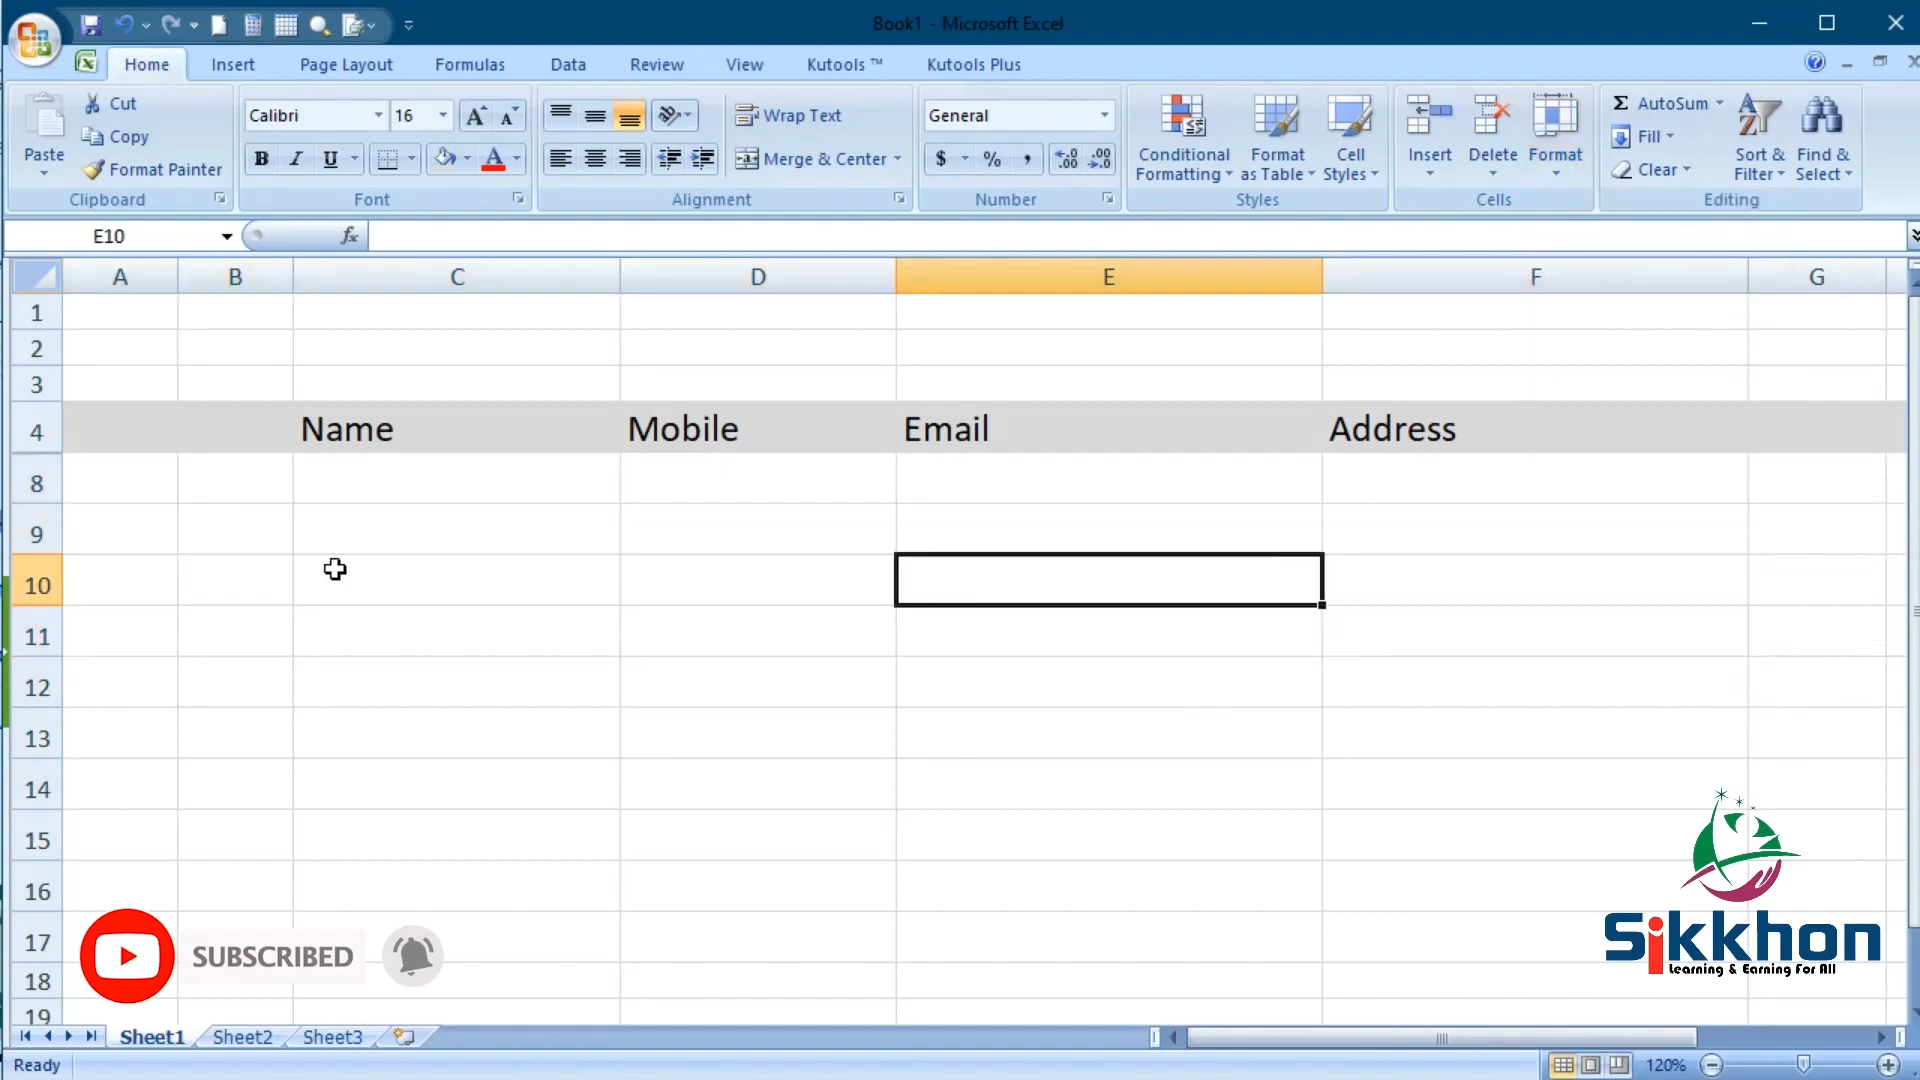 Book1 - Microsoft Excel
Home Insert Page Layout Formulas Data Review View Kutools ™ Kutools Plus
Paste
Cut
Copy
Format Painter
Clipboard
Calibri 16
B I U A
Font
Wrap Text
Merge & Center
Alignment
General
$ % ,
Number
Conditional Formatting
Format as Table
Cell Styles
Styles
Insert Delete Format
Cells
Σ AutoSum
Fill
Clear
Sort & Filter
Find & Select
Editing
E10 fx
A B C D E F G
1
2
3
4 Name Mobile Email Address
8
9
10
11
12
13
14
15
16
17
18
19
SUBSCRIBED
Sikkhon
Learning & Earning For All
Sheet1 Sheet2 Sheet3
Ready 120%